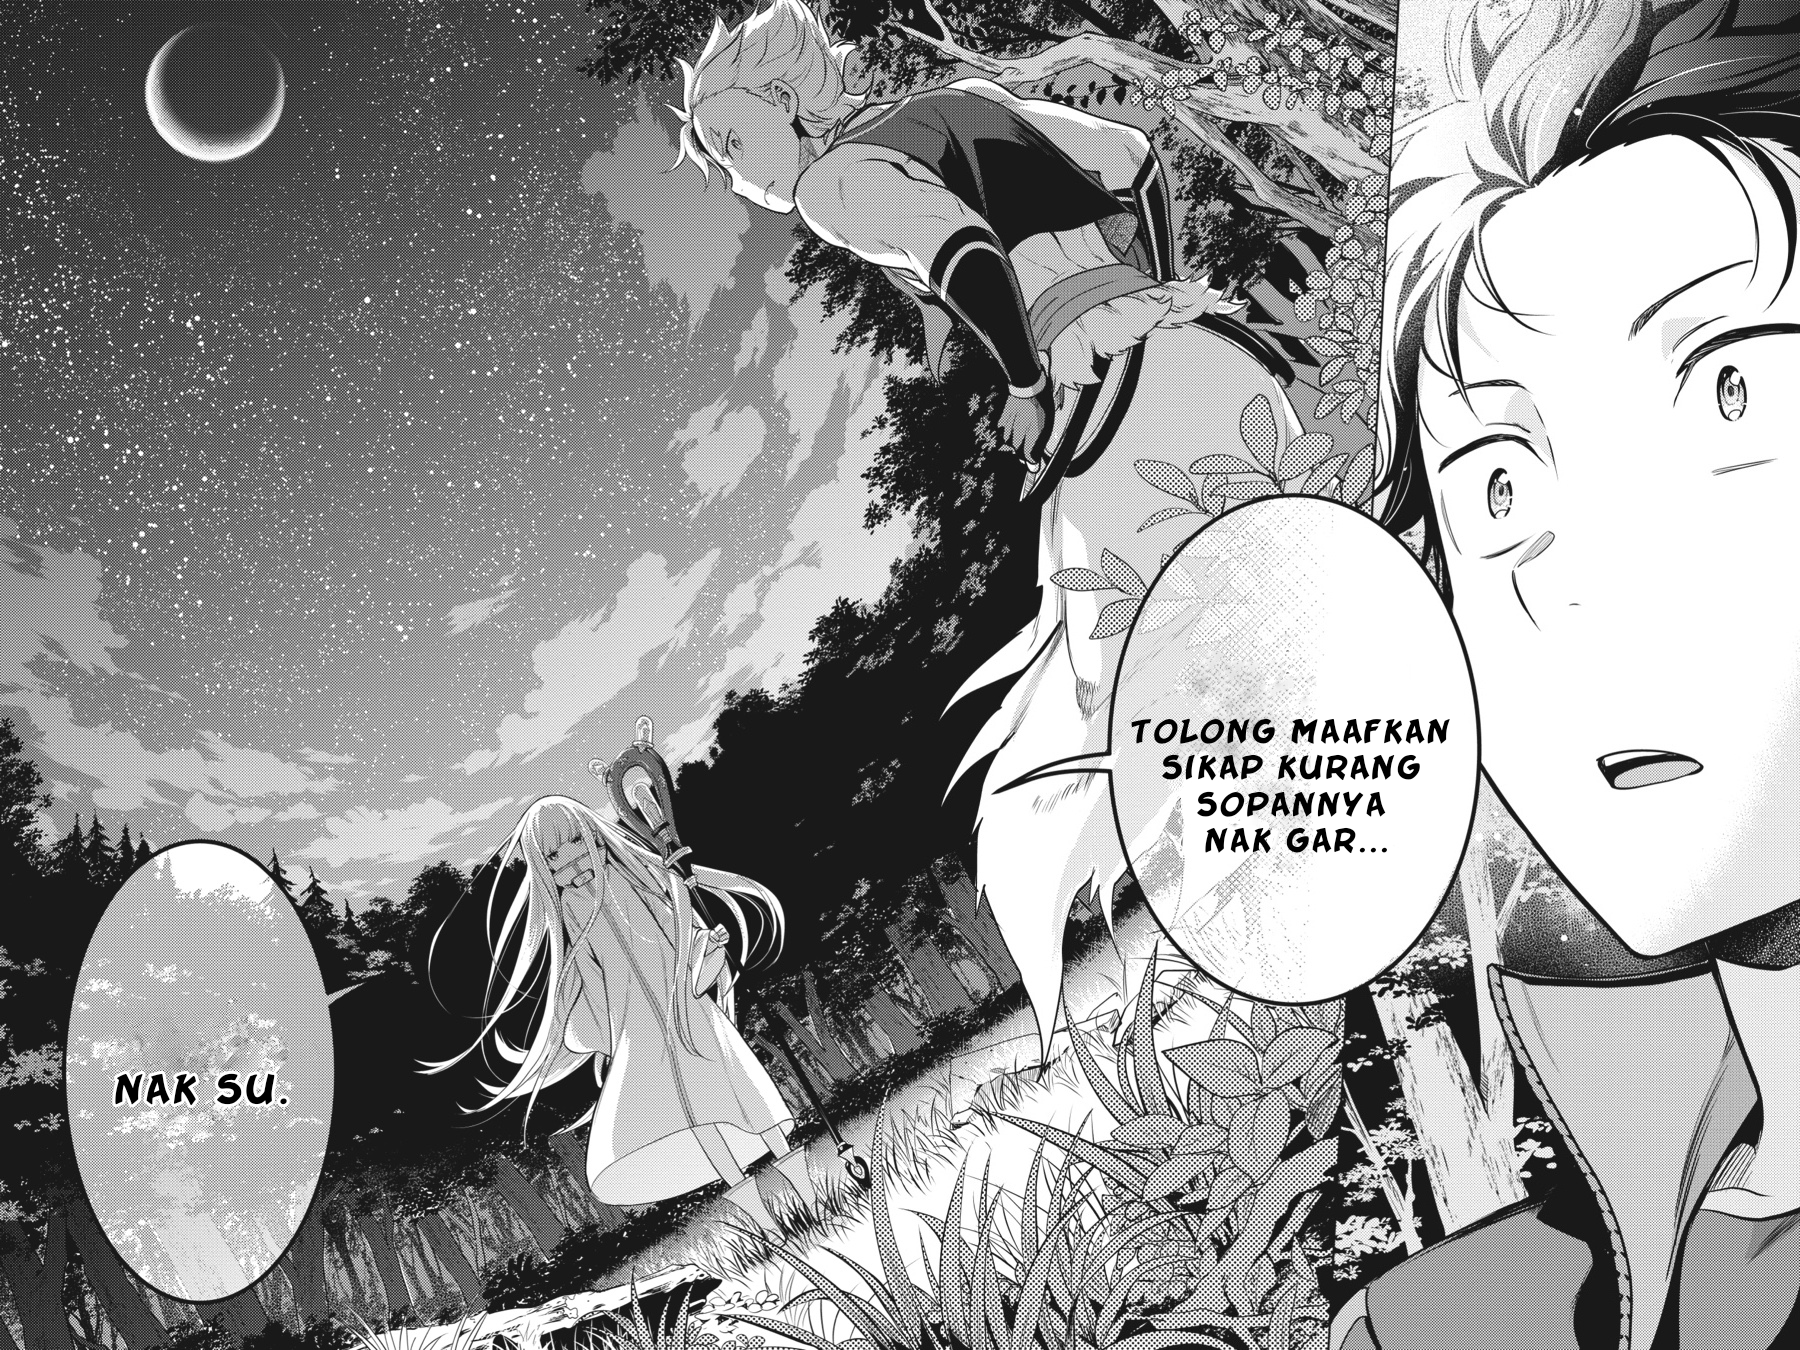 TOLONG MAAFKAN
SIKAP KURANG
SOPANNYA
NAK GAR...
NAK SU.